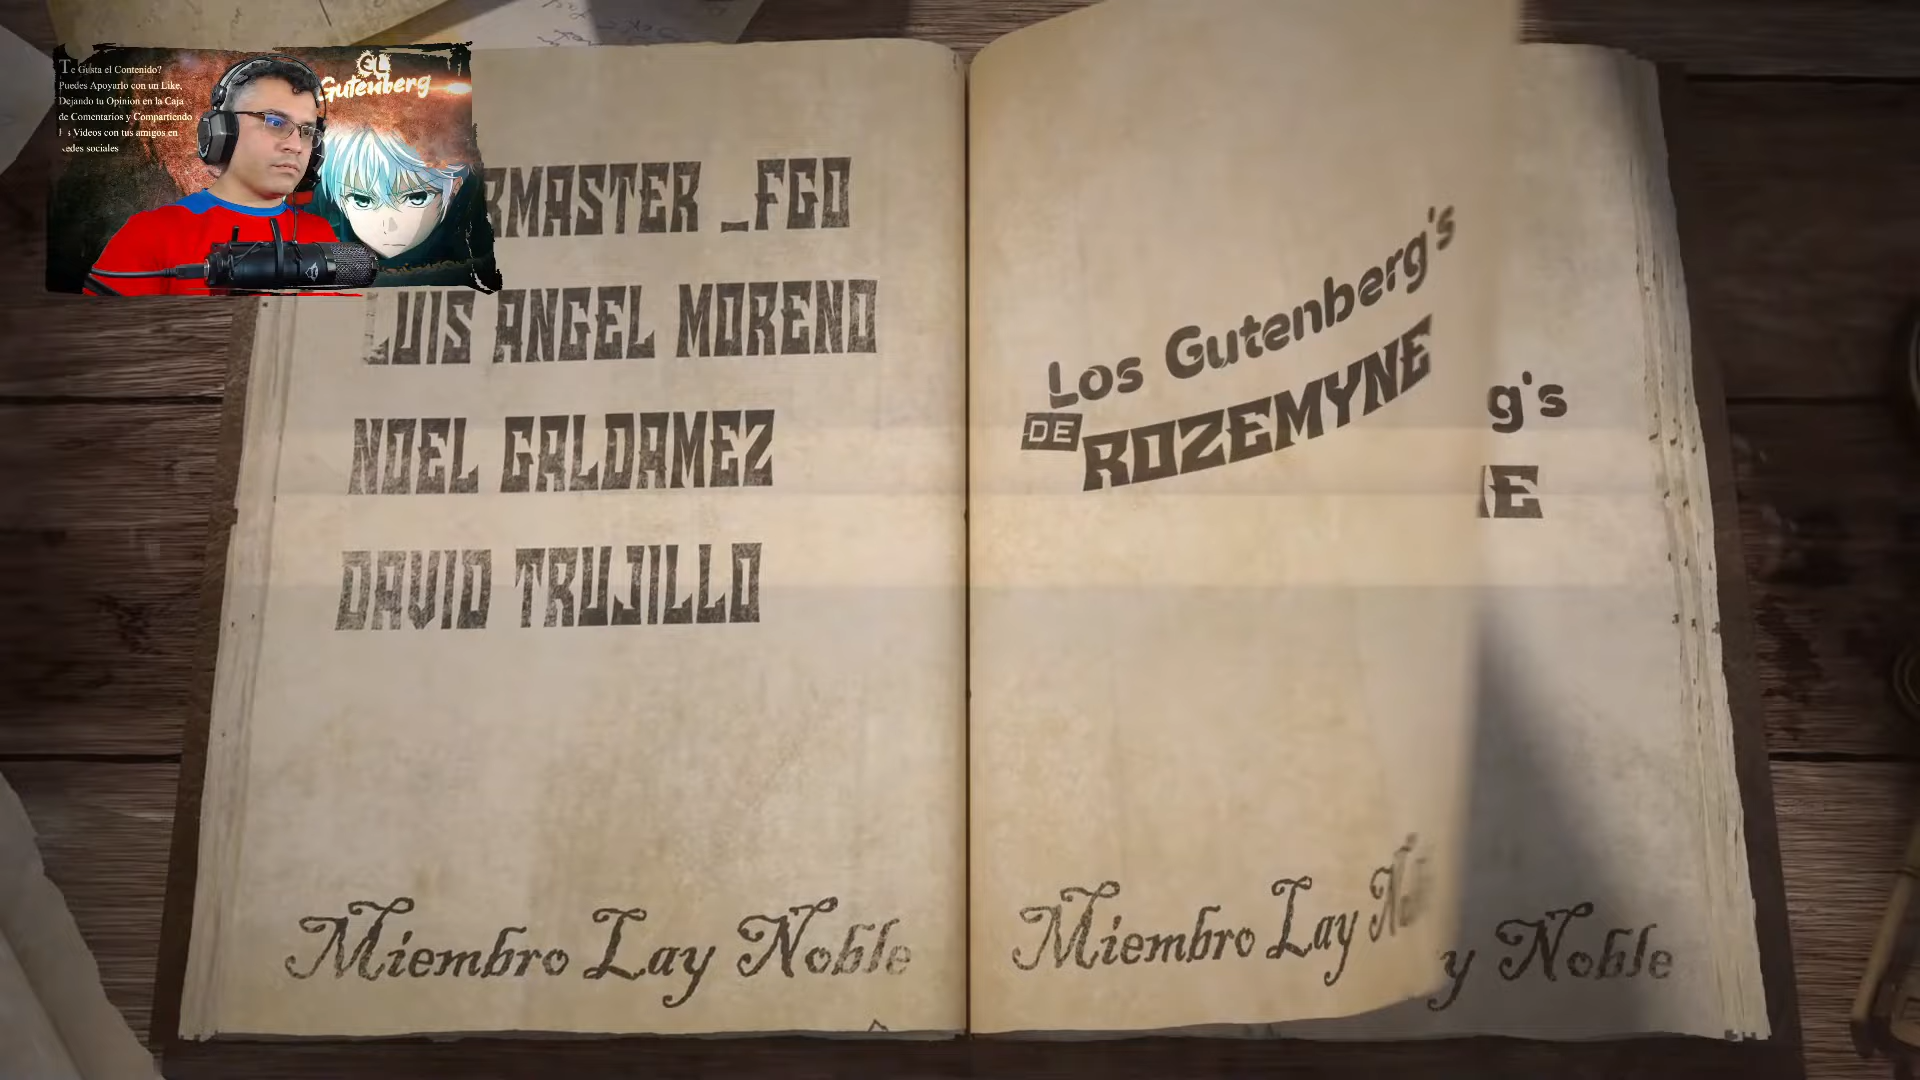 Te Gusta el Contenido?
Puedes Apoyarlo con un Like,
Dejando tu Opinion en la Caja
de Comentarios y Compartiendo
Videos con tus amigos en
sociales
EL
Gutenberg
_FGO
LUIS ANGEL MORENO
NOEL GALDAMEZ
DAVID TRUJILLO
Miembro Lay Noble
Los Gutenberg's
DE ROZEMYNE
Miembro Lay
g's
E
y Noble